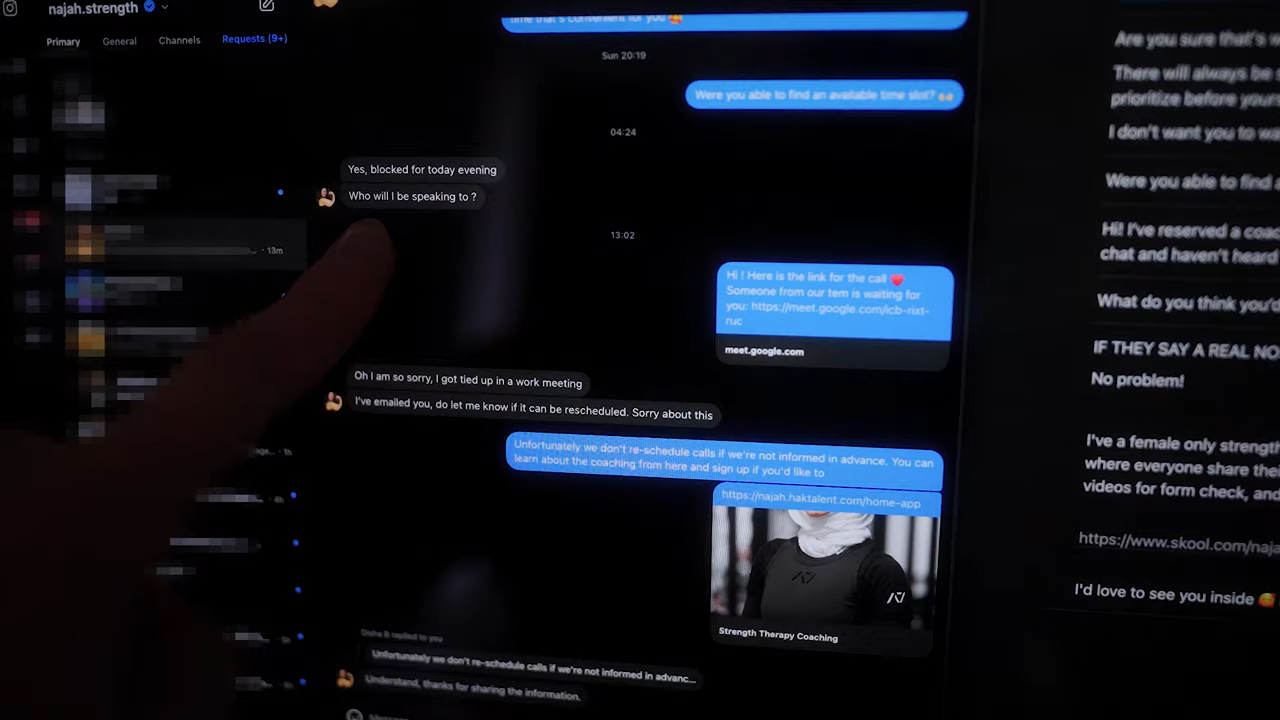 najah.strength
Primary
General
Channels
Requests (9+)
time that's convenient for you 🥰
Sun 20:19
Were you able to find an available time slot? 🙌
04:24
Yes, blocked for today evening
Who will I be speaking to ?
13:02
Hi ! Here is the link for the call ❤️
Someone from our tem is waiting for
you: https://meet.google.com/icb-rixt-
ruc
meet.google.com
Oh I am so sorry, I got tied up in a work meeting
I've emailed you, do let me know if it can be rescheduled. Sorry about this
Unfortunately we don't re-schedule calls if we're not informed in advance. You can
learn about the coaching from here and sign up if you'd like to
https://najah.haktalent.com/home-app
Strength Therapy Coaching
Disha B replied to you
Unfortunately we don't re-schedule calls if we're not informed in advanc...
Understand, thanks for sharing the information.
· 13m
Are you sure that's
There will always be
prioritize before
I don't want you to
Were you able to find
Hi! I've reserved a
chat and haven't heard
What do you think
IF THEY SAY A REAL
No problem!
I've a female only
where everyone share
videos for form check,
https://www.skool.com/
I'd love to see you inside 🥰